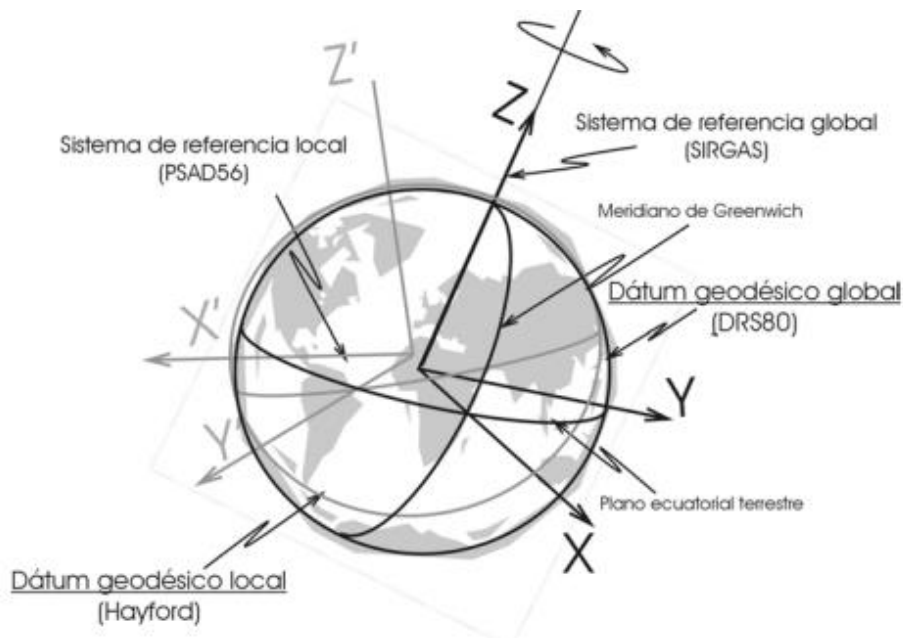 Z'
Z
Sistema de referencia local
(PSAD56)
Sistema de referencia global
(SIRGAS)
Meridiano de Greenwich
Dátum geodésico global
(DRS80)
X'
Y'
Y
Plano ecuatorial terrestre
X
Dátum geodésico local
(Hayford)